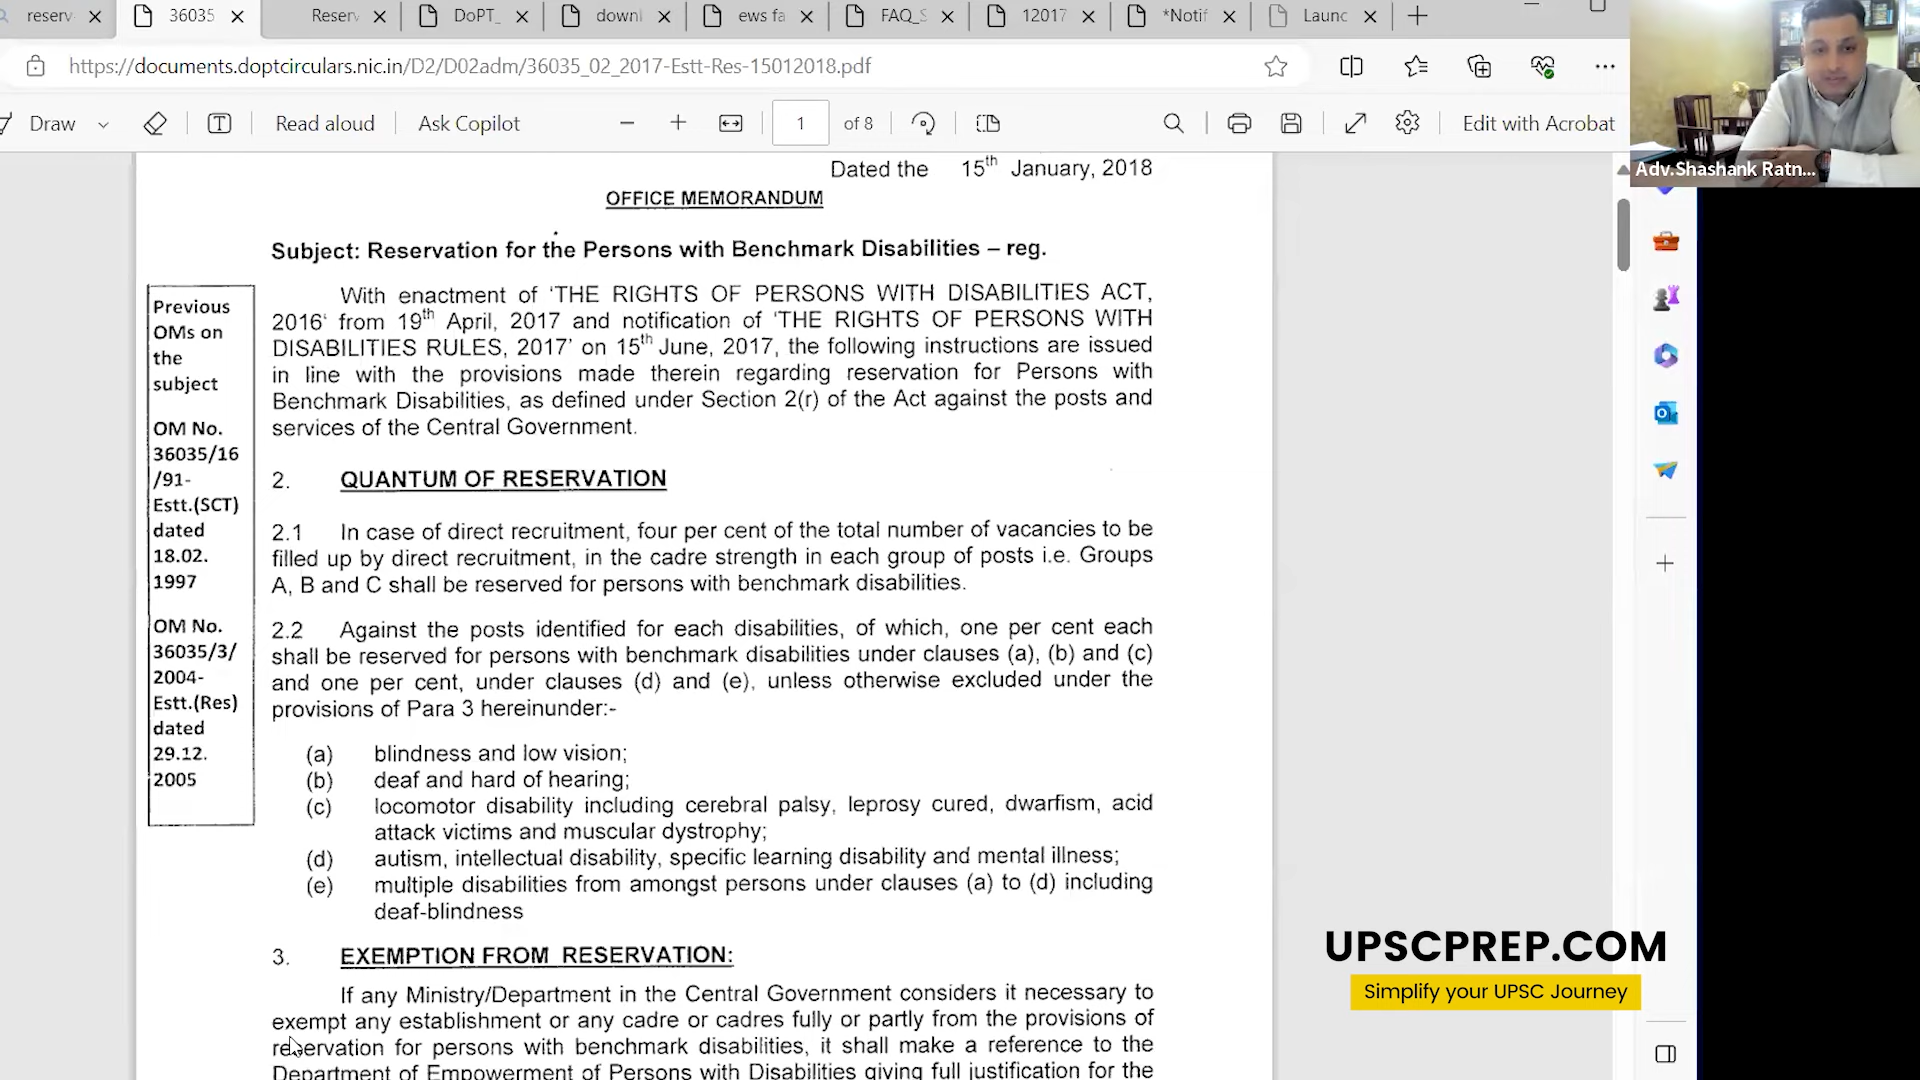 reserv
36035
Reserv
DoPT_
downl
ews fa
FAQ_S
12017
*Notif
Launc
https://documents.doptcirculars.nic.in/D2/D02adm/36035_02_2017-Estt-Res-15012018.pdf
Draw
Read aloud
Ask Copilot
1
of 8
Edit with Acrobat
Adv.Shashank Ratn...
Dated the 15th January, 2018
OFFICE MEMORANDUM
Subject: Reservation for the Persons with Benchmark Disabilities – reg.
Previous
OMs on
the
subject
OM No.
36035/16
/91-
Estt.(SCT)
dated
18.02.
1997
OM No.
36035/3/
2004-
Estt.(Res)
dated
29.12.
2005
With enactment of 'THE RIGHTS OF PERSONS WITH DISABILITIES ACT,
2016' from 19th April, 2017 and notification of 'THE RIGHTS OF PERSONS WITH
DISABILITIES RULES, 2017' on 15th June, 2017, the following instructions are issued
in line with the provisions made therein regarding reservation for Persons with
Benchmark Disabilities, as defined under Section 2(r) of the Act against the posts and
services of the Central Government.
2. QUANTUM OF RESERVATION
2.1 In case of direct recruitment, four per cent of the total number of vacancies to be
filled up by direct recruitment, in the cadre strength in each group of posts i.e. Groups
A, B and C shall be reserved for persons with benchmark disabilities.
2.2 Against the posts identified for each disabilities, of which, one per cent each
shall be reserved for persons with benchmark disabilities under clauses (a), (b) and (c)
and one per cent, under clauses (d) and (e), unless otherwise excluded under the
provisions of Para 3 hereinunder:-
(a) blindness and low vision;
(b) deaf and hard of hearing;
(c) locomotor disability including cerebral palsy, leprosy cured, dwarfism, acid
attack victims and muscular dystrophy;
(d) autism, intellectual disability, specific learning disability and mental illness;
(e) multiple disabilities from amongst persons under clauses (a) to (d) including
deaf-blindness
3. EXEMPTION FROM RESERVATION:
If any Ministry/Department in the Central Government considers it necessary to
exempt any establishment or any cadre or cadres fully or partly from the provisions of
reservation for persons with benchmark disabilities, it shall make a reference to the
Department of Empowerment of Persons with Disabilities giving full justification for the
UPSCPREP.COM
Simplify your UPSC Journey